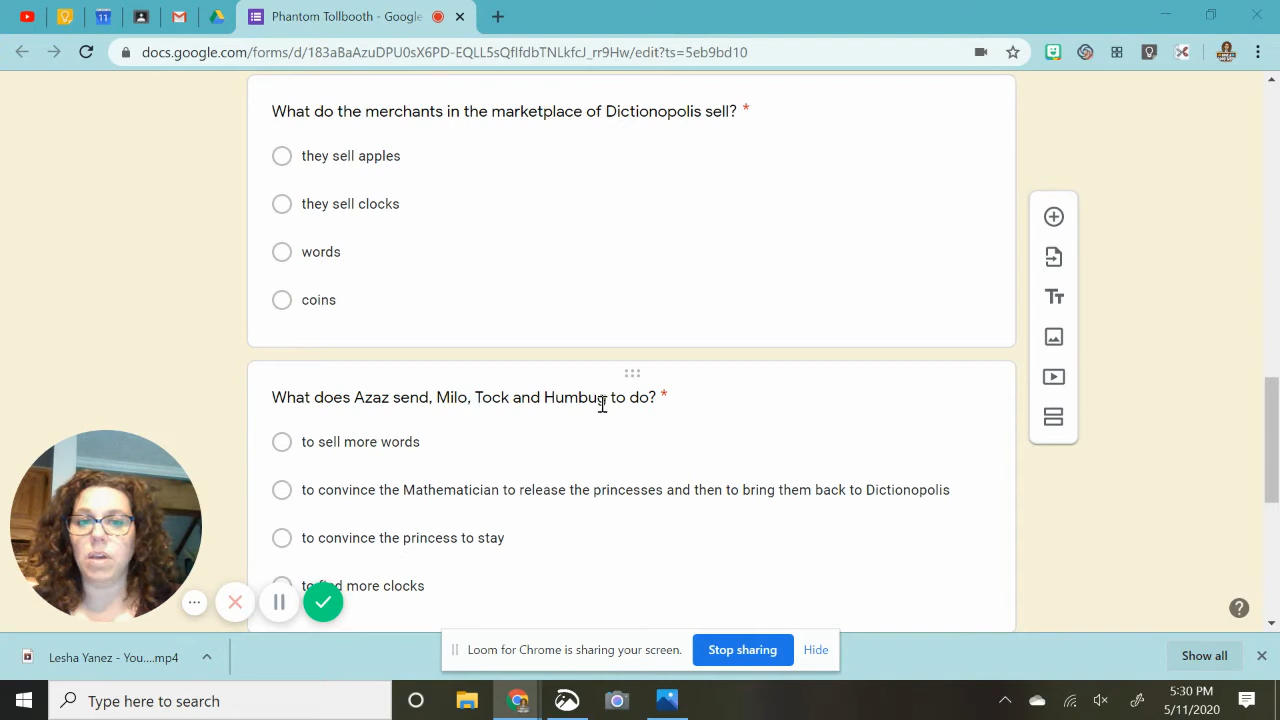 Phantom Tollbooth - Google
docs.google.com/forms/d/183aBaAzuDPU0sX6PD-EQLL5sQfIfdbTNLkfcJ_rr9Hw/edit?ts=5eb9bd10
What do the merchants in the marketplace of Dictionopolis sell? *
they sell apples
they sell clocks
words
coins
What does Azaz send, Milo, Tock and Humbug to do? *
to sell more words
to convince the Mathematician to release the princesses and then to bring them back to Dictionopolis
to convince the princess to stay
to find more clocks
Loom for Chrome is sharing your screen. Stop sharing Hide
Lesha Yanez - You....mp4
Show all
Type here to search
5:30 PM
5/11/2020